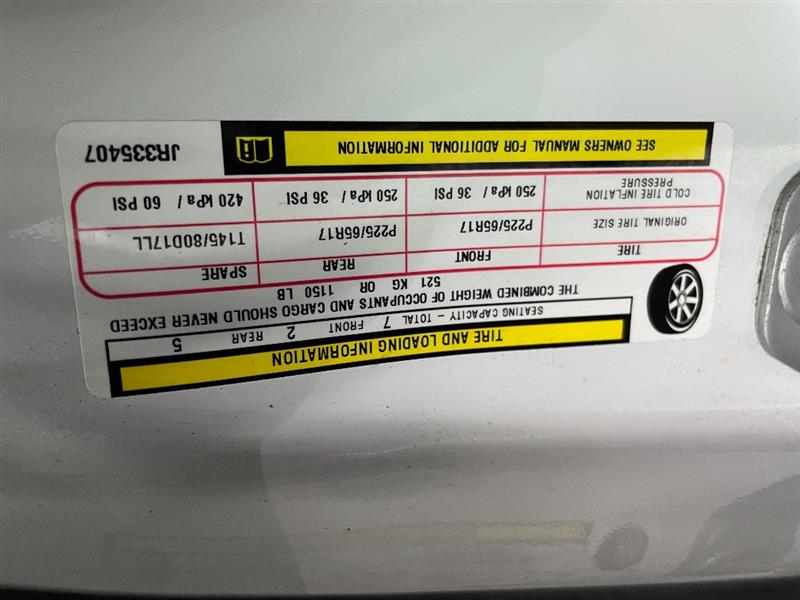 TIRE AND LOADING INFORMATION
SEATING CAPACITY - TOTAL 7 FRONT 2 REAR 5
THE COMBINED WEIGHT OF OCCUPANTS AND CARGO SHOULD NEVER EXCEED
521 KG OR 1150 LB
TIRE FRONT REAR SPARE
ORIGINAL TIRE SIZE P225/65R17 P225/65R17 T145/80D17LL
COLD TIRE INFLATION PRESSURE 250 kPa / 36 PSI 250 kPa / 36 PSI 420 kPa / 60 PSI
SEE OWNERS MANUAL FOR ADDITIONAL INFORMATION
JR335407